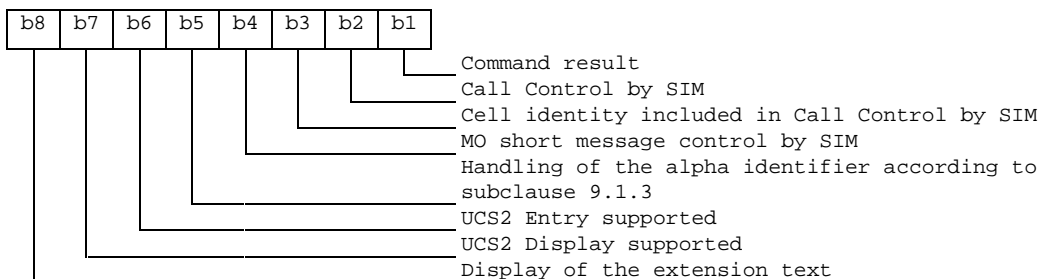 b8 b7 b6 b5 b4 b3 b2 b1
Command result
Call Control by SIM
Cell identity included in Call Control by SIM
MO short message control by SIM
Handling of the alpha identifier according to
subclause 9.1.3
UCS2 Entry supported
UCS2 Display supported
Display of the extension text